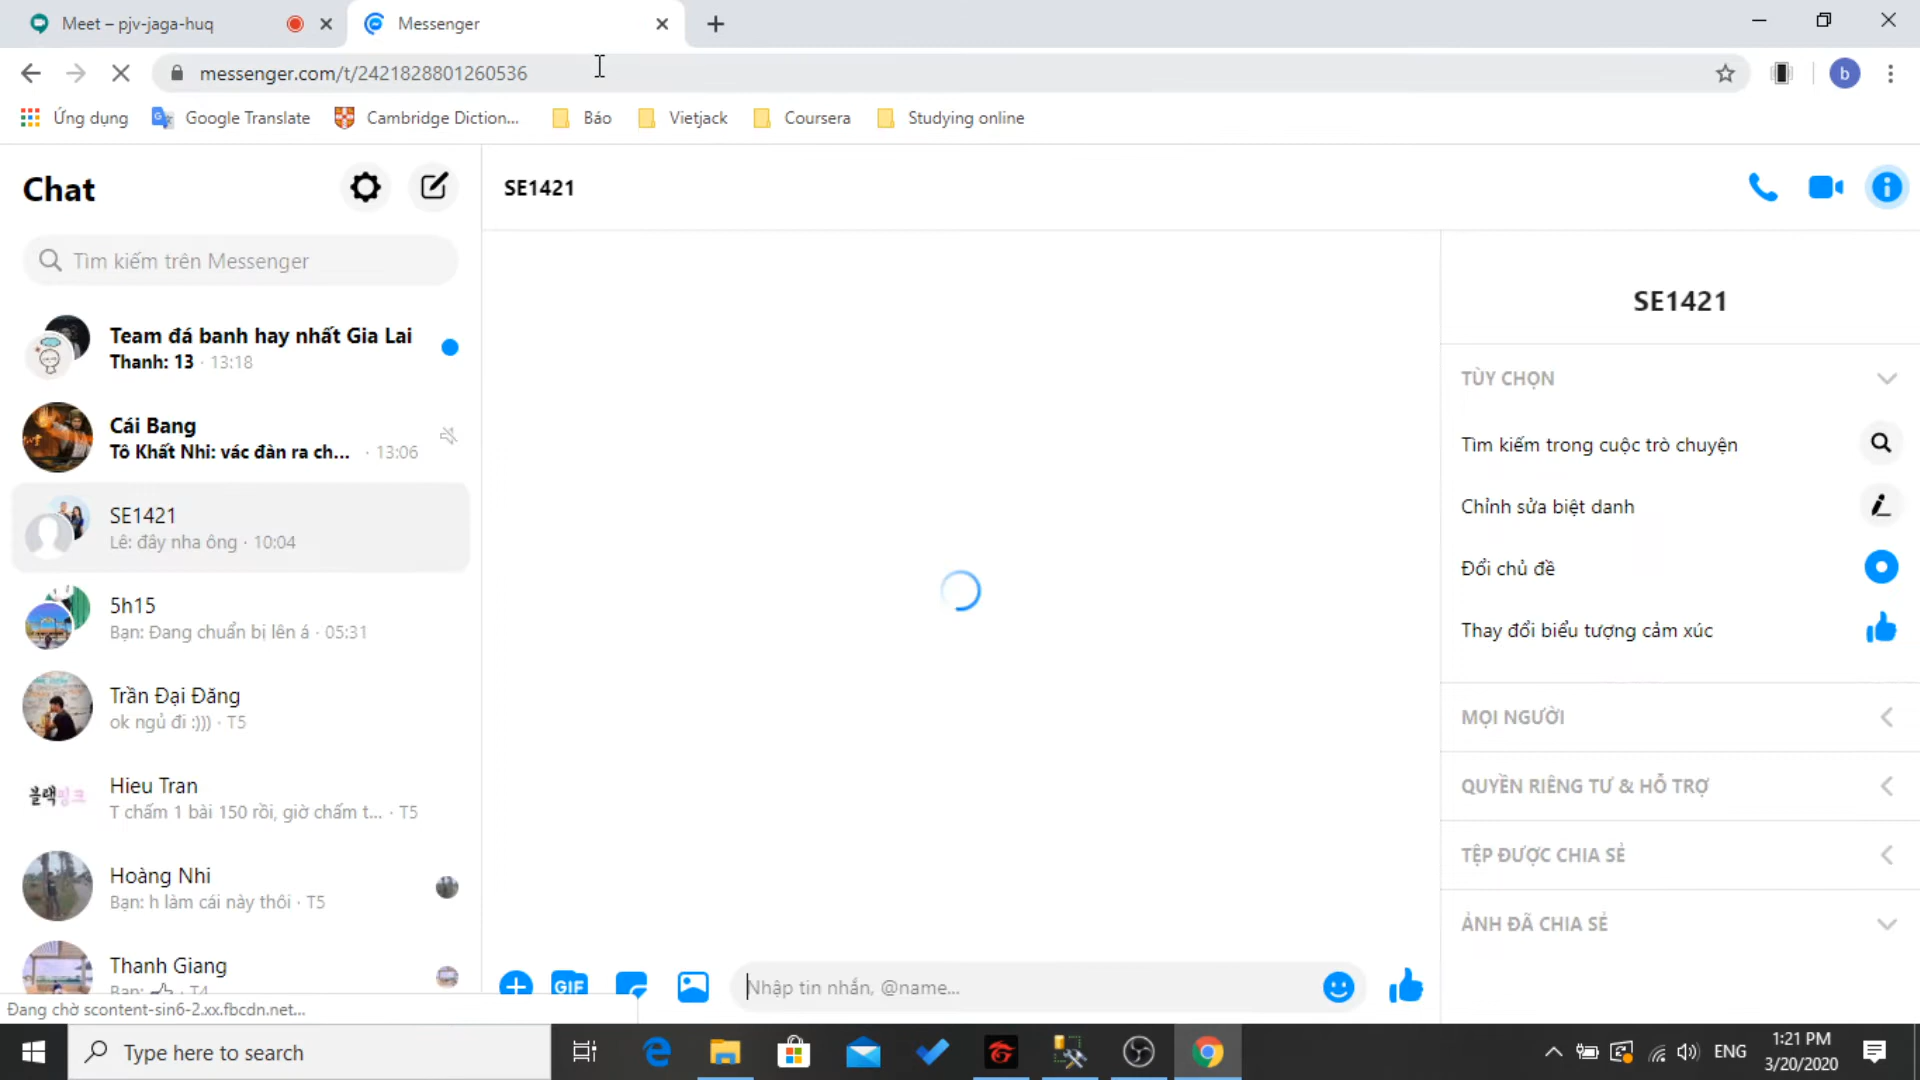 Meet – pjv-jaga-huq
Messenger
messenger.com/t/2421828801260536
b
Ứng dụng
Google Translate
Cambridge Diction...
Báo
Vietjack
Coursera
Studying online
Chat
Tìm kiếm trên Messenger
Team đá banh hay nhất Gia Lai
Thanh: 13 · 13:18
Cái Bang
Tô Khất Nhi: vác đàn ra ch... · 13:06
SE1421
Lê: đây nha ông · 10:04
5h15
Bạn: Đang chuẩn bị lên á · 05:31
Trần Đại Đăng
ok ngủ đi :))) · T5
블랙핑크
Hieu Tran
T chấm 1 bài 150 rồi, giờ chấm t... · T5
Hoàng Nhi
Bạn: h làm cái này thôi · T5
Thanh Giang
Bạn: · T4
Đang chờ scontent-sin6-2.xx.fbcdn.net...
SE1421
GIF
Nhập tin nhắn, @name...
SE1421
TÙY CHỌN
Tìm kiếm trong cuộc trò chuyện
Chỉnh sửa biệt danh
Đổi chủ đề
Thay đổi biểu tượng cảm xúc
MỌI NGƯỜI
QUYỀN RIÊNG TƯ & HỖ TRỢ
TỆP ĐƯỢC CHIA SẺ
ẢNH ĐÃ CHIA SẺ
Type here to search
ENG
1:21 PM
3/20/2020